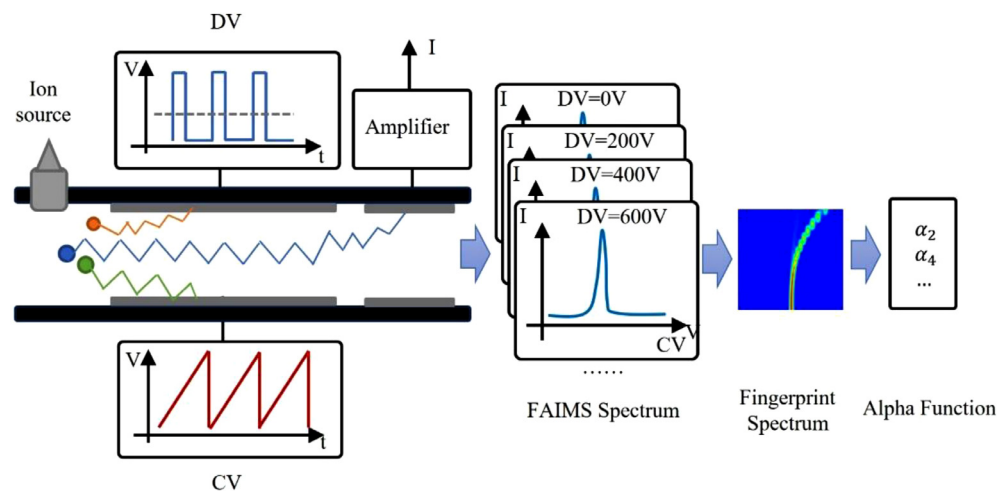 DV
V
t
Ion
source
I
Amplifier
I
DV=0V
I
DV=200V
I
DV=400V
I
DV=600V
CV
V
......
FAIMS Spectrum
α2
α4
...
Fingerprint
Spectrum
Alpha Function
V
t
CV